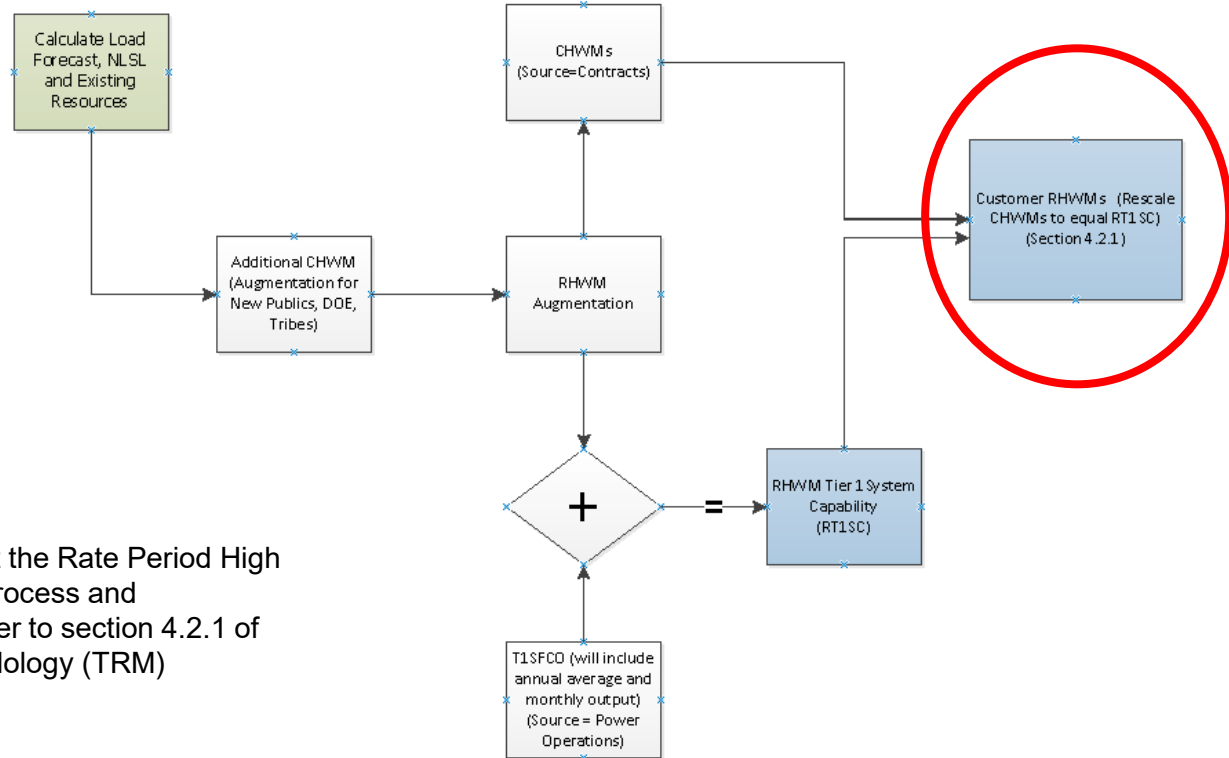 Calculate Load
Forecast, NLSL
and Existing
Resources
CHWMs
(Source=Contracts)
Customer RHWMs (Rescale
CHWMs to equal RT1SC)
(Section 4.2.1)
Additional CHWM
(Augmentation for
New Publics, DOE,
Tribes)
RHWM
Augmentation
+
=
RHWM Tier 1 System
Capability
(RT1SC)
t the Rate Period High
rocess and
er to section 4.2.1 of
lology (TRM)
T1SFCO (will include
annual average and
monthly output)
(Source = Power
Operations)